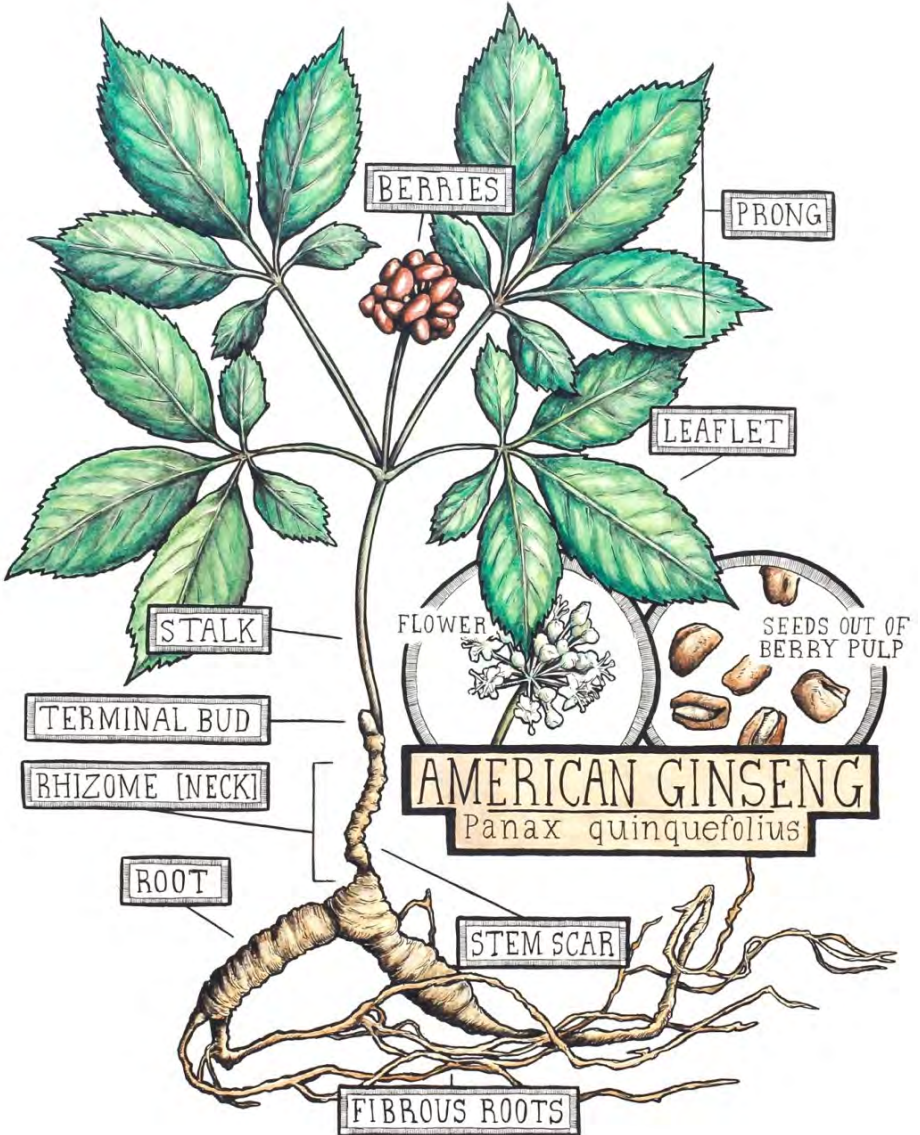 BERRIES
PRONG
LEAFLET
STALK
FLOWER
SEEDS OUT OF
BERRY PULP
TERMINAL BUD
RHIZOME [NECK]
AMERICAN GINSENG
Panax quinquefolius
ROOT
STEM SCAR
FIBROUS ROOTS